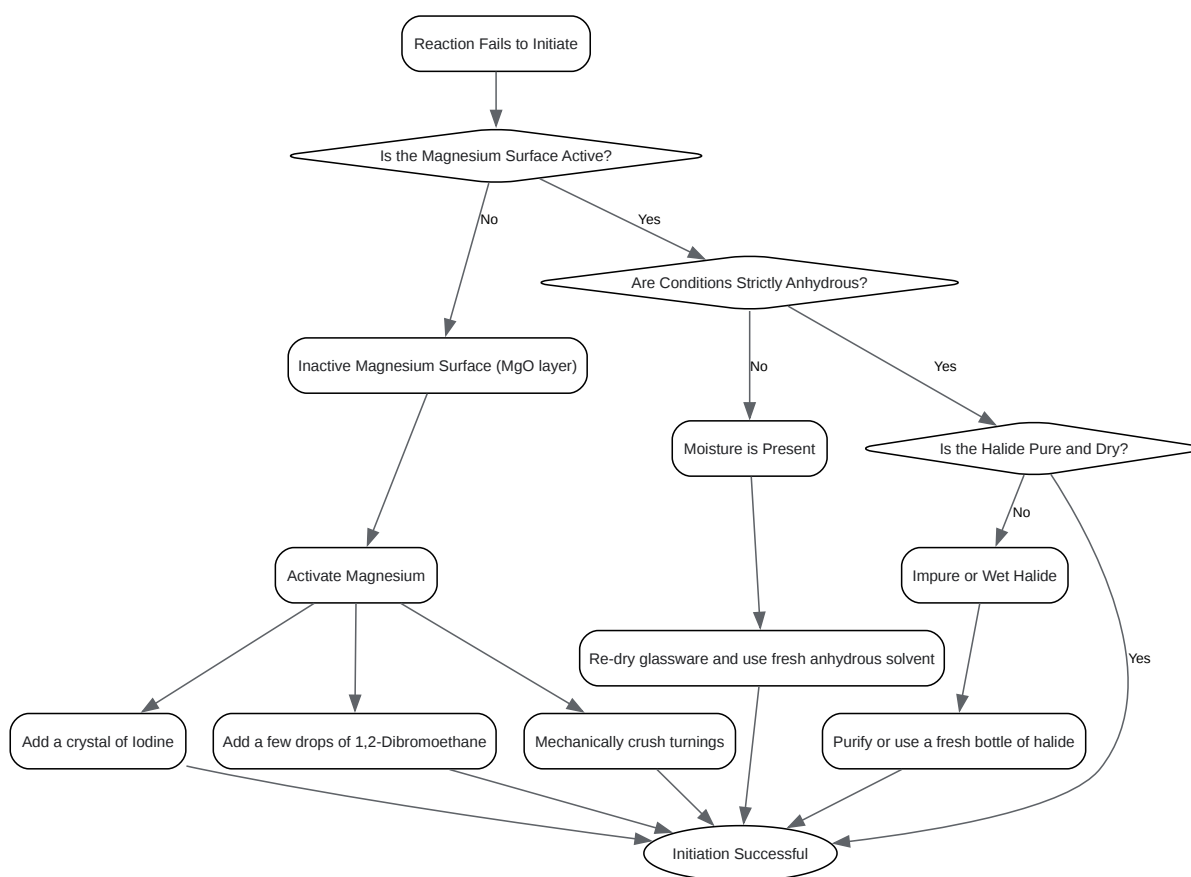 Reaction Fails to Initiate
Is the Magnesium Surface Active?
No
Yes
Are Conditions Strictly Anhydrous?
Inactive Magnesium Surface (MgO layer)
No
Yes
Moisture is Present
Is the Halide Pure and Dry?
No
Activate Magnesium
Impure or Wet Halide
Re-dry glassware and use fresh anhydrous solvent
Yes
Add a crystal of Iodine
Add a few drops of 1,2-Dibromoethane
Mechanically crush turnings
Purify or use a fresh bottle of halide
Initiation Successful